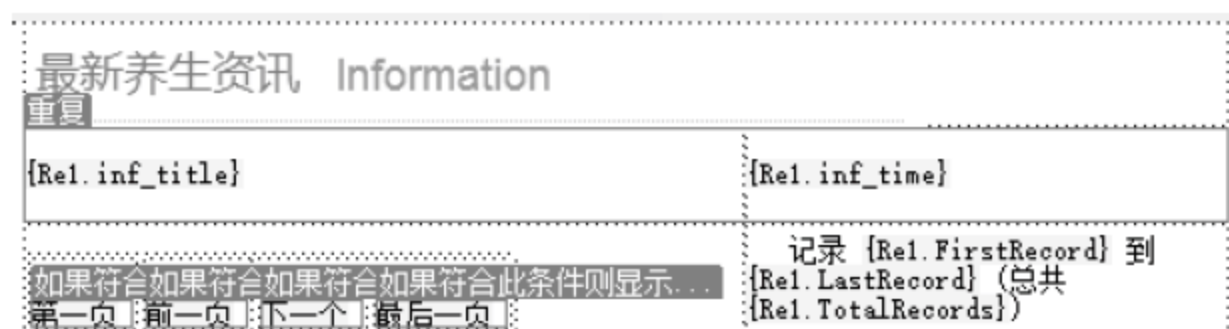 最新养生资讯 Information
重复
{Re1.inf_title} {Re1.inf_time}
记录 {Re1.FirstRecord} 到
{Re1.LastRecord} (总共
{Re1.TotalRecords})
如果符合如果符合如果符合如果符合此条件则显示...
第一页 前一页 下一个 最后一页